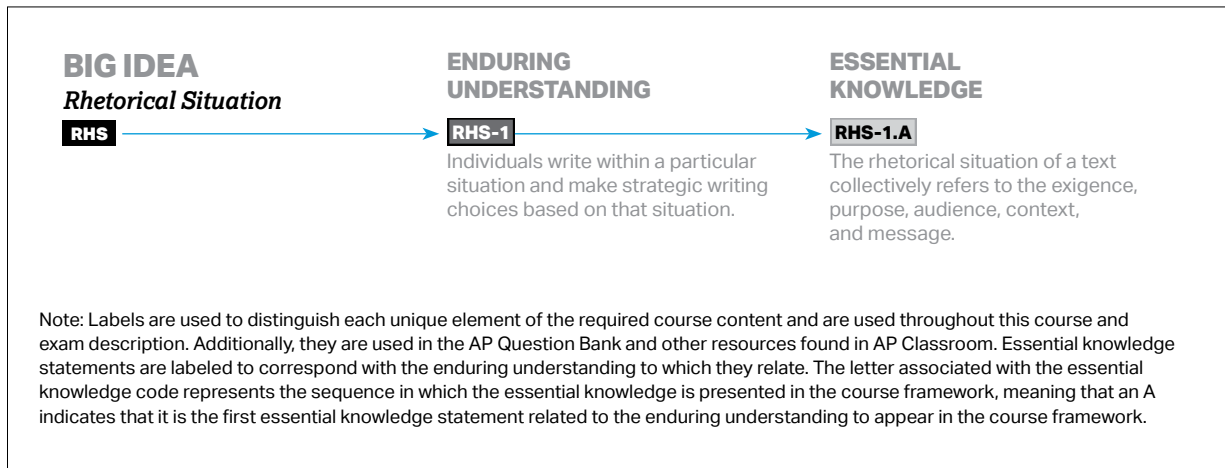 BIG IDEA
Rhetorical Situation
RHS
ENDURING
UNDERSTANDING
RHS-1
Individuals write within a particular
situation and make strategic writing
choices based on that situation.
ESSENTIAL
KNOWLEDGE
RHS-1.A
The rhetorical situation of a text
collectively refers to the exigence,
purpose, audience, context,
and message.
Note: Labels are used to distinguish each unique element of the required course content and are used throughout this course and
exam description. Additionally, they are used in the AP Question Bank and other resources found in AP Classroom. Essential knowledge
statements are labeled to correspond with the enduring understanding to which they relate. The letter associated with the essential
knowledge code represents the sequence in which the essential knowledge is presented in the course framework, meaning that an A
indicates that it is the first essential knowledge statement related to the enduring understanding to appear in the course framework.